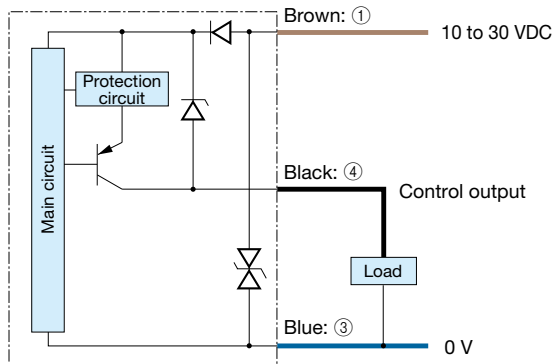 Brown: ①
10 to 30 VDC
Protection
circuit
Main circuit
Black: ④
Control output
Load
Blue: ③
0 V